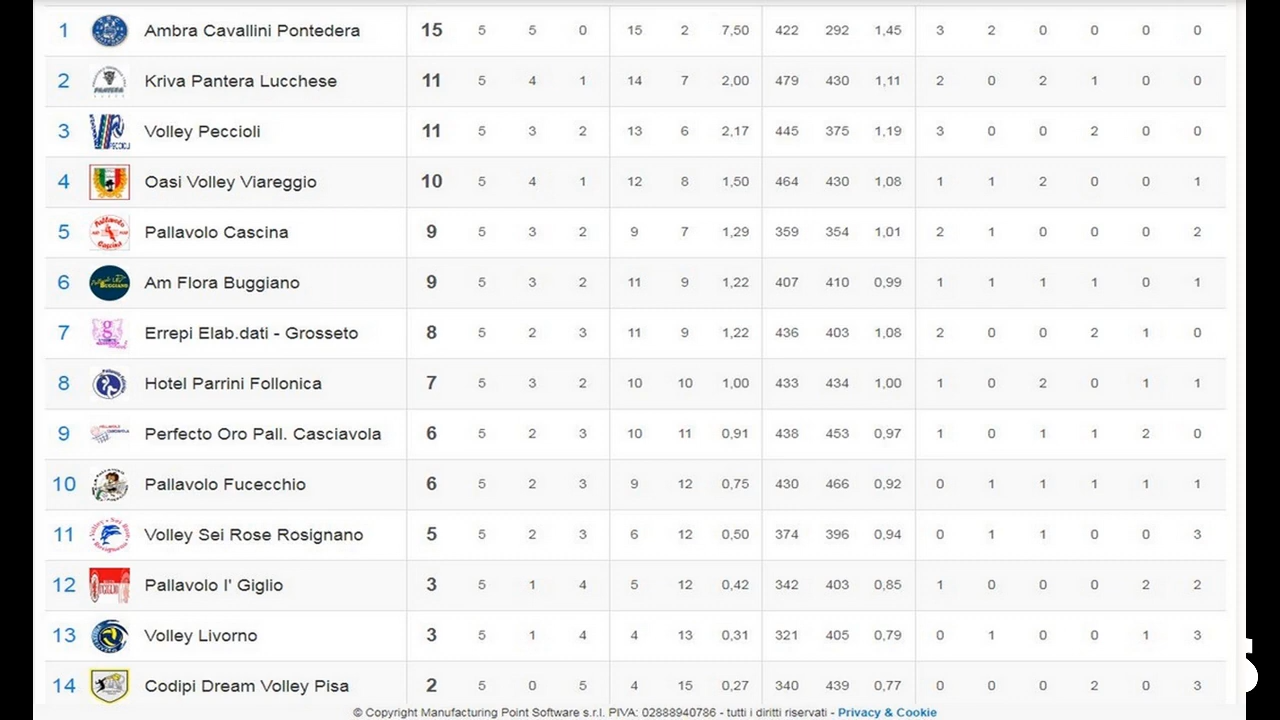 1 Ambra Cavallini Pontedera 15 5 5 0 15 2 7,50 422 292 1,45 3 2 0 0 0 0
2 Kriva Pantera Lucchese 11 5 4 1 14 7 2,00 479 430 1,11 2 0 2 1 0 0
3 Volley Peccioli 11 5 3 2 13 6 2,17 445 375 1,19 3 0 0 2 0 0
4 Oasi Volley Viareggio 10 5 4 1 12 8 1,50 464 430 1,08 1 1 2 0 0 1
5 Pallavolo Cascina 9 5 3 2 9 7 1,29 359 354 1,01 2 1 0 0 0 2
6 Am Flora Buggiano 9 5 3 2 11 9 1,22 407 410 0,99 1 1 1 1 0 1
7 Errepi Elab.dati - Grosseto 8 5 2 3 11 9 1,22 436 403 1,08 2 0 0 2 1 0
8 Hotel Parrini Follonica 7 5 3 2 10 10 1,00 433 434 1,00 1 0 2 0 1 1
9 Perfecto Oro Pall. Casciavola 6 5 2 3 10 11 0,91 438 453 0,97 1 0 1 1 2 0
10 Pallavolo Fucecchio 6 5 2 3 9 12 0,75 430 466 0,92 0 1 1 1 1 1
11 Volley Sei Rose Rosignano 5 5 2 3 6 12 0,50 374 396 0,94 0 1 1 0 0 3
12 Pallavolo I' Giglio 3 5 1 4 5 12 0,42 342 403 0,85 1 0 0 0 2 2
13 Volley Livorno 3 5 1 4 4 13 0,31 321 405 0,79 0 1 0 0 1 3
14 Codipi Dream Volley Pisa 2 5 0 5 4 15 0,27 340 439 0,77 0 0 0 2 0 3
© Copyright Manufacturing Point Software s.r.l. PIVA: 02888940786 - tutti i diritti riservati - Privacy & Cookie